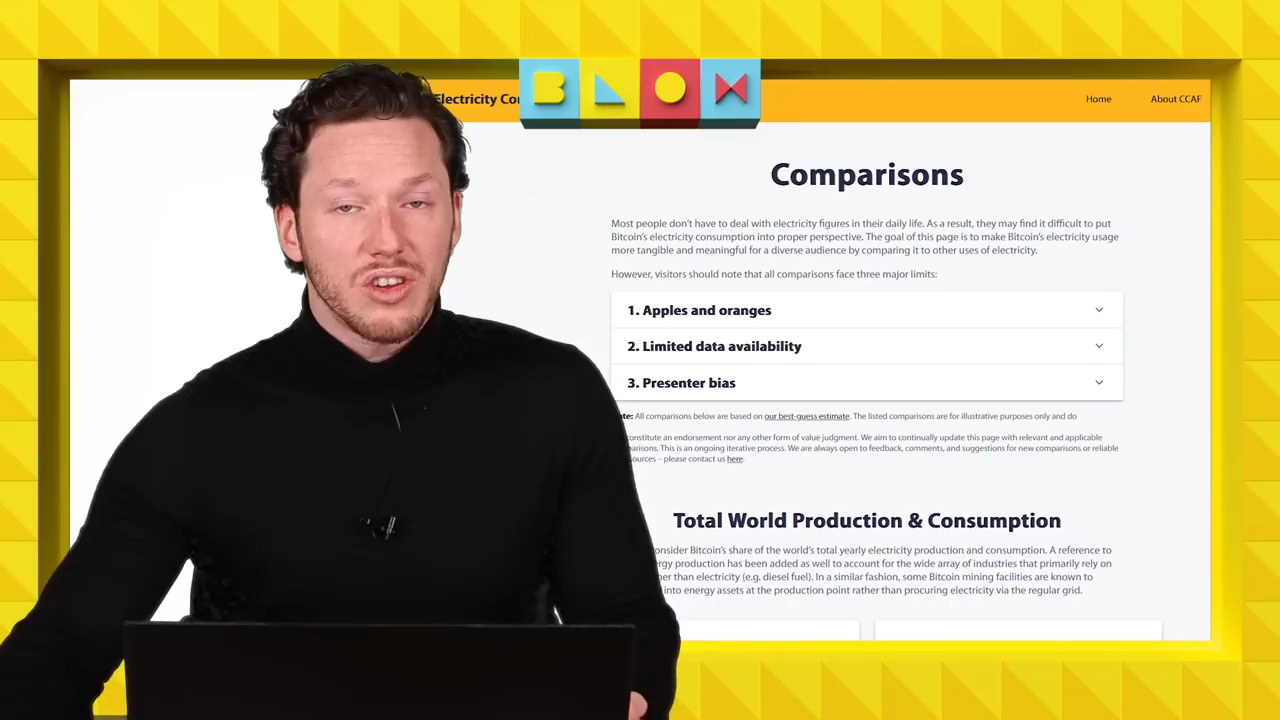 Electricity Co
BLOX
Home
About CCAF
Comparisons
Most people don't have to deal with electricity figures in their daily life. As a result, they may find it difficult to put
Bitcoin's electricity consumption into proper perspective. The goal of this page is to make Bitcoin's electricity usage
more tangible and meaningful for a diverse audience by comparing it to other uses of electricity.
However, visitors should note that all comparisons face three major limits:
1. Apples and oranges
2. Limited data availability
3. Presenter bias
te: All comparisons below are based on our best-guess estimate. The listed comparisons are for illustrative purposes only and do
onstitute an endorsement nor any other form of value judgment. We aim to continually update this page with relevant and applicable
parisons. This is an ongoing iterative process. We are always open to feedback, comments, and suggestions for new comparisons or reliable
sources – please contact us here.
Total World Production & Consumption
onsider Bitcoin's share of the world's total yearly electricity production and consumption. A reference to
ergy production has been added as well to account for the wide array of industries that primarily rely on
her than electricity (e.g. diesel fuel). In a similar fashion, some Bitcoin mining facilities are known to
into energy assets at the production point rather than procuring electricity via the regular grid.